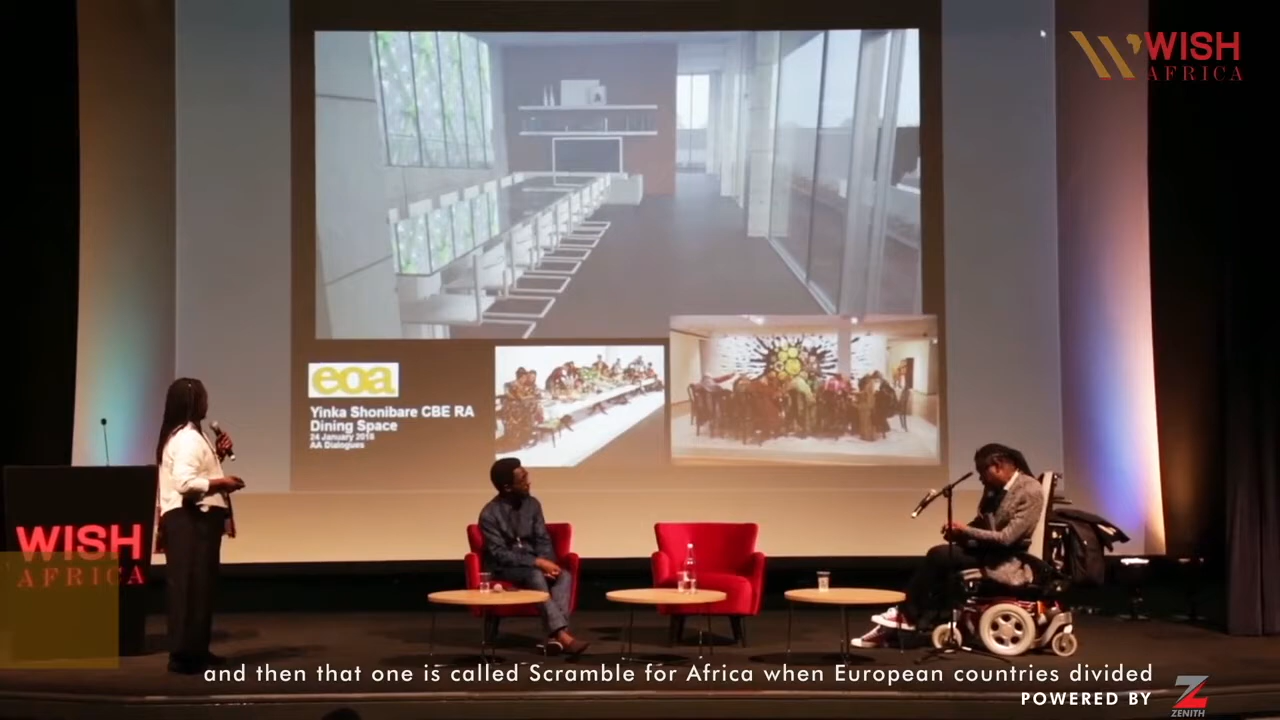 WISH
AFRICA
eoa
Yinka Shonibare CBE RA
Dining Space
24 January 2018
AA Dialogues
WISH
AFRICA
and then that one is called Scramble for Africa when European countries divided
POWERED BY
ZENITH